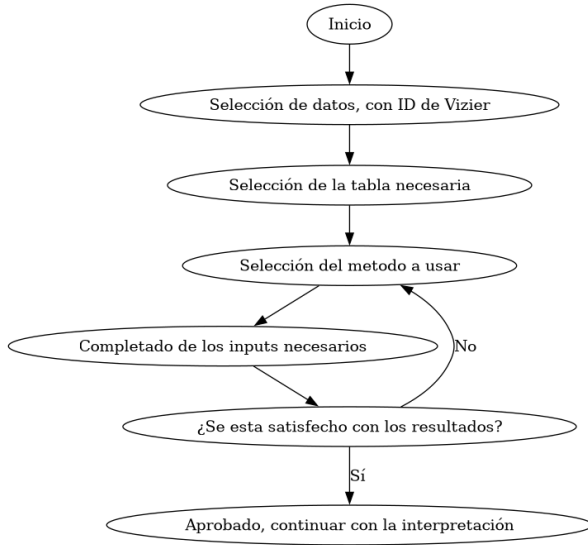 Inicio
Selección de datos, con ID de Vizier
Selección de la tabla necesaria
Selección del metodo a usar
Completado de los inputs necesarios
No
¿Se esta satisfecho con los resultados?
Sí
Aprobado, continuar con la interpretación